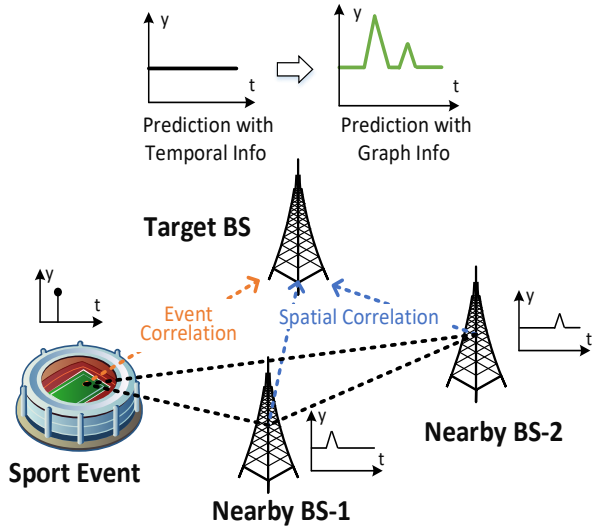 y
t
y
t
Prediction with
Temporal Info
Prediction with
Graph Info
Target BS
y
t
Event
Correlation
Spatial Correlation
y
t
Sport Event
y
t
Nearby BS-2
Nearby BS-1